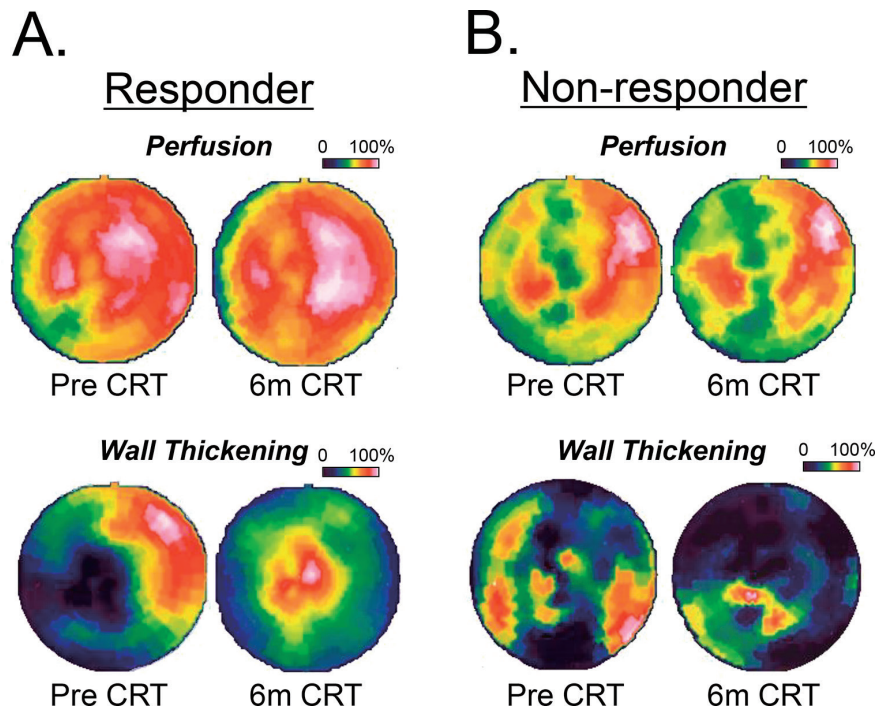 A.
Responder
Perfusion
0 100%
Pre CRT 6m CRT
Wall Thickening
0 100%
Pre CRT 6m CRT
B.
Non-responder
Perfusion
0 100%
Pre CRT 6m CRT
Wall Thickening
0 100%
Pre CRT 6m CRT